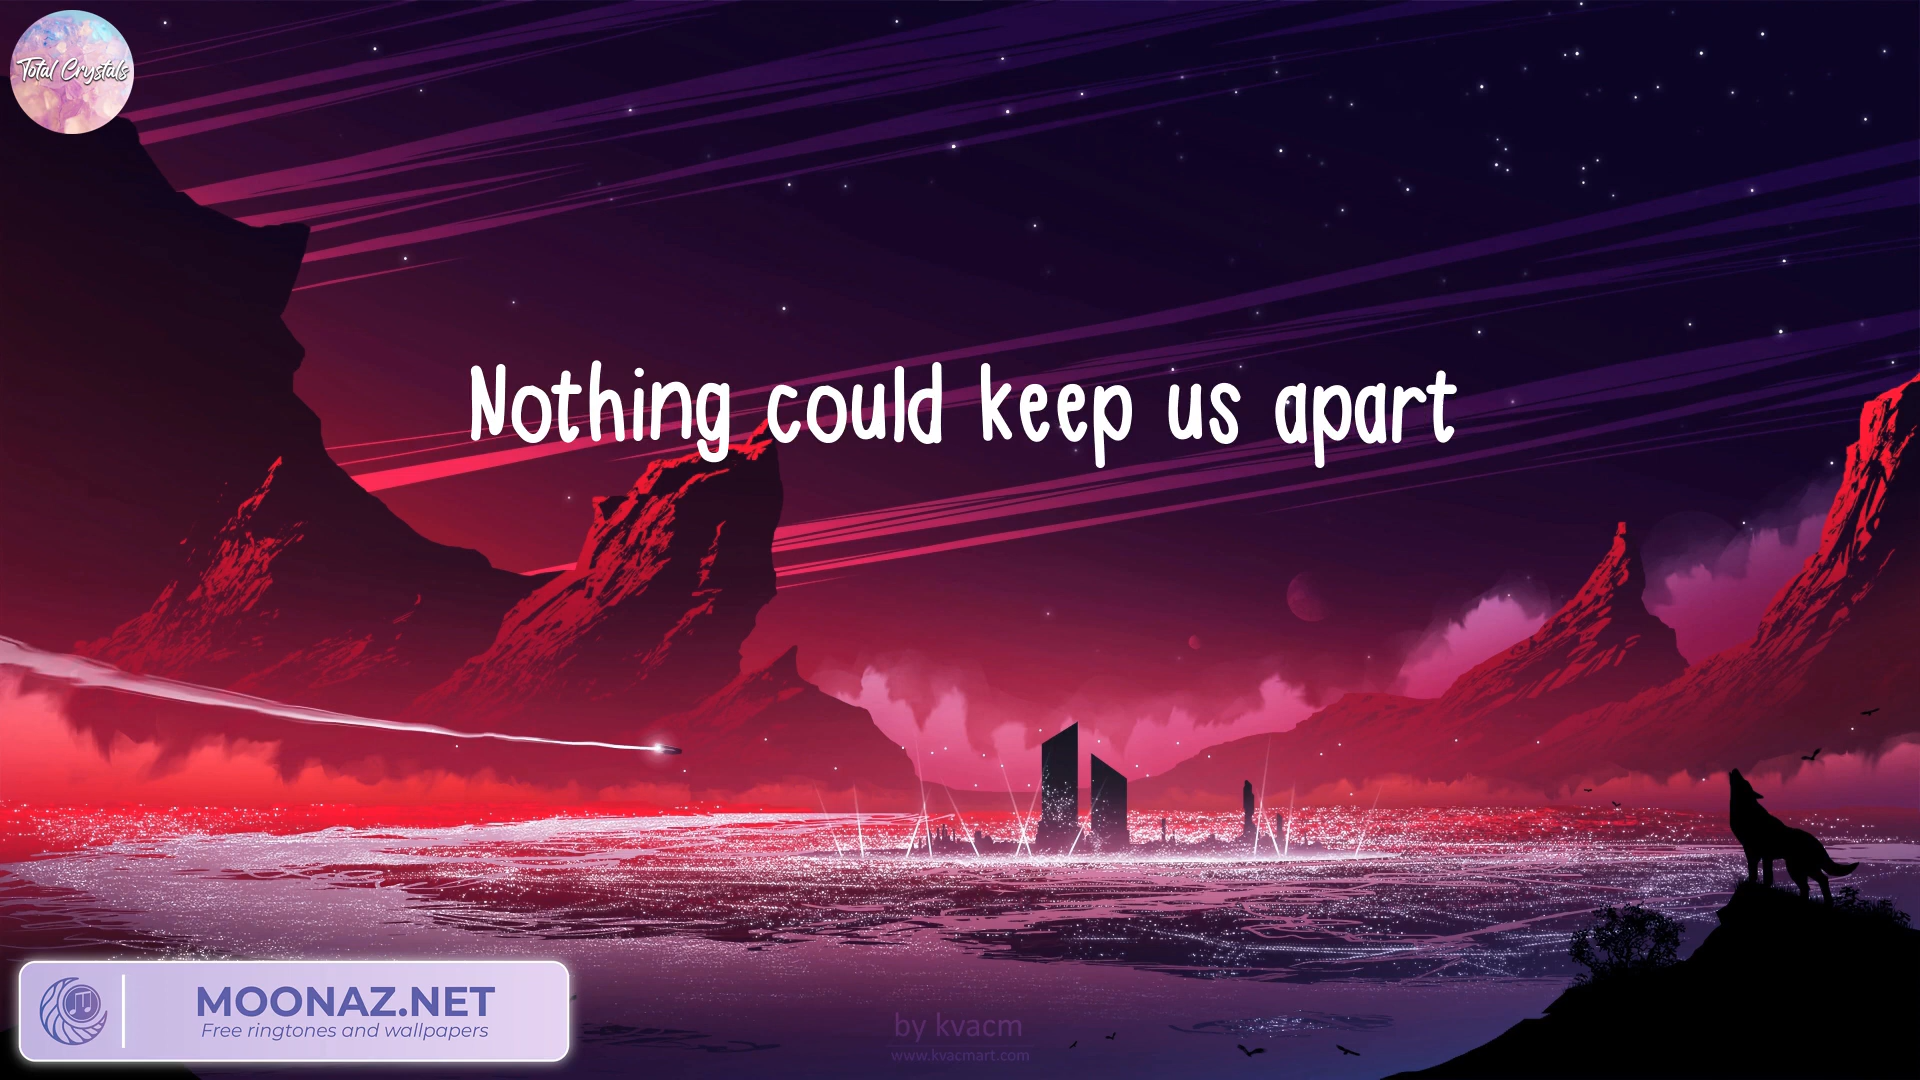 Total Crystals
Nothing could keep us apart
MOONAZ.NET
Free ringtones and wallpapers
by kvacm
www.kvacmart.com